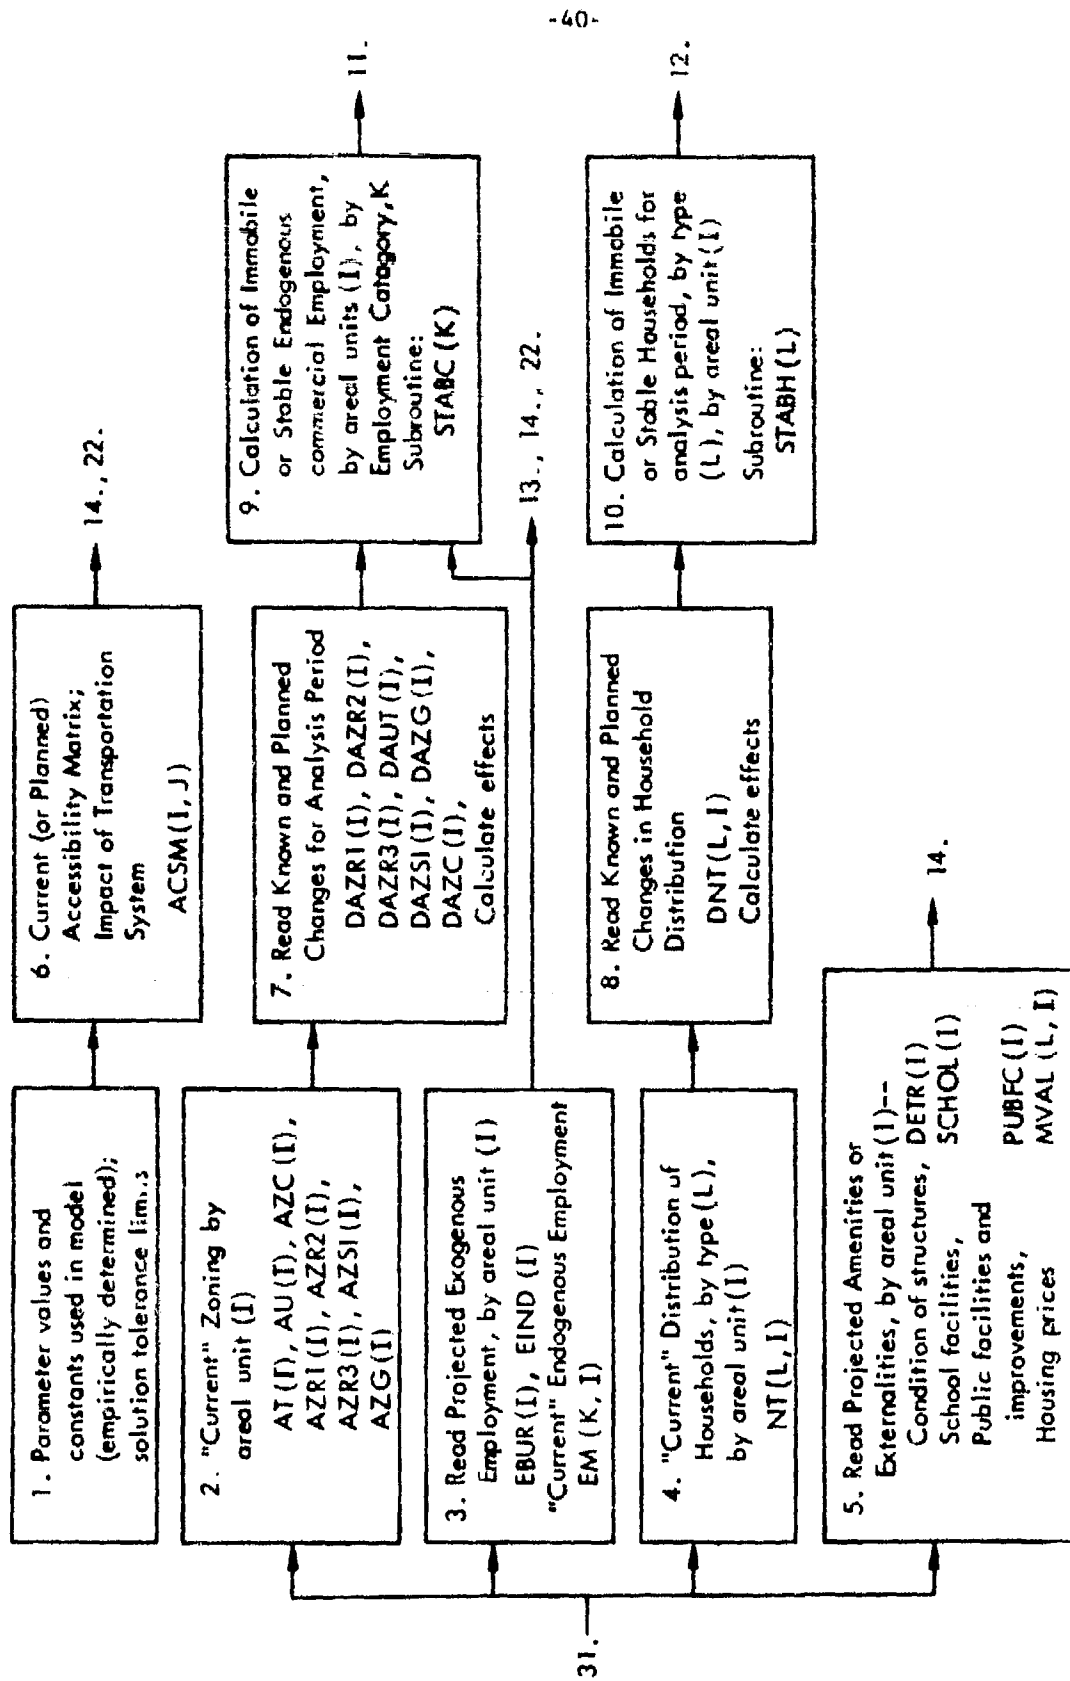 -40-
1. Parameter values and
constants used in model
(empirically determined);
solution tolerance limits
6. Current (or Planned)
Accessibility Matrix;
Impact of Transportation
System
ACSM(I, J)
14., 22.
2. "Current" Zoning by
areal unit (I)
AT(I), AU(I), AZC(I),
AZR1(I), AZR2(I),
AZR3(I), AZSI(I),
AZG(I)
7. Read Known and Planned
Changes for Analysis Period
DAZR1(I), DAZR2(I),
DAZR3(I), DAUT(I),
DAZSI(I), DAZG(I),
DAZC(I),
Calculate effects
9. Calculation of Immobile
or Stable Endogenous
commercial Employment,
by areal units (I), by
Employment Catagory, K
Subroutine:
STABC(K)
11.
3. Read Projected Exogenous
Employment, by areal unit (I)
EBUR(I), EIND(I)
"Current" Endogenous Employment
EM(K, I)
13., 14., 22.
4. "Current" Distribution of
Households, by type (L),
by areal unit (I)
NT(L, I)
8. Read Known and Planned
Changes in Household
Distribution
DNT(L, I)
Calculate effects
10. Calculation of Immobile
or Stable Households for
analysis period, by type
(L), by areal unit (I)
Subroutine:
STABH(L)
12.
5. Read Projected Amenities or
Externalities, by areal unit (I)--
Condition of structures, DETR(I)
School facilities, SCHOL(I)
Public facilities and
improvements, PUBFC(I)
Housing prices MVAL(L, I)
14.
31.